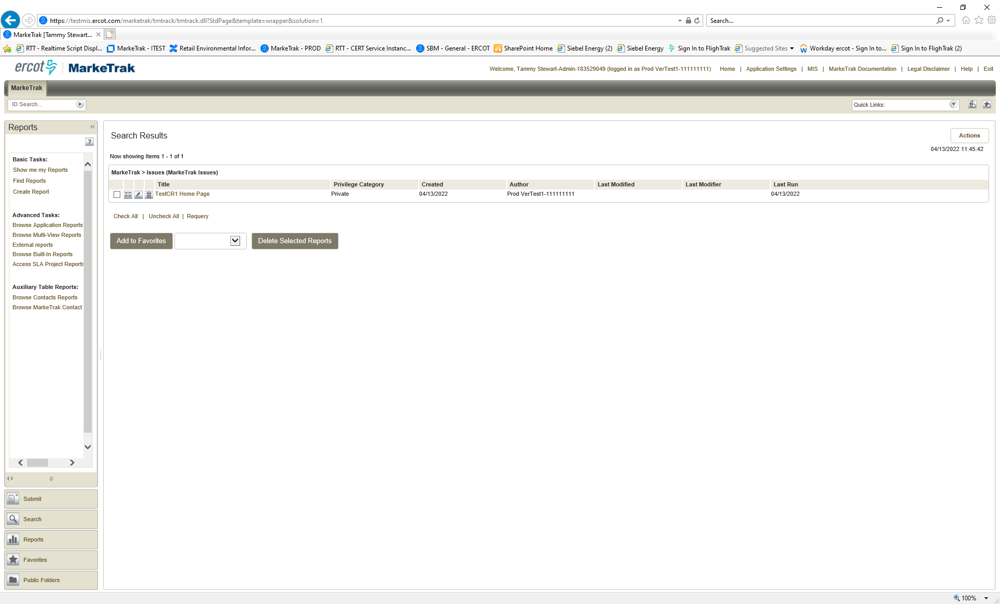 https://testmis.ercot.com/marketrak/tmtrack/tmtrack.dll?StdPage&template=wrapper&solution=1
Search...
MarkeTrak [Tammy Stewart...
RTT - Realtime Script Displ... MarkeTrak - ITEST Retail Environmental Infor... MarkeTrak - PROD RTT - CERT Service Instanc... SBM - General - ERCOT SharePoint Home Siebel Energy (2) Siebel Energy Sign In to FlighTrak Suggested Sites Workday ercot - Sign In to... Sign In to FlighTrak (2)
ercot MarkeTrak
Welcome, Tammy Stewart-Admin-183529049 (logged in as Prod VerTest1-111111111) Home | Application Settings | MIS | MarkeTrak Documentation | Legal Disclaimer | Help | Exit
MarkeTrak
ID Search...
Quick Links:
Reports
?
Basic Tasks:
Show me my Reports
Find Reports
Create Report
Advanced Tasks:
Browse Application Reports
Browse Multi-View Reports
External reports
Browse Built-In Reports
Access SLA Project Reports
Auxiliary Table Reports:
Browse Contacts Reports
Browse MarkeTrak Contact
Submit
Search
Reports
Favorites
Public Folders
Search Results
Actions
04/13/2022 11:45:42
Now showing Items 1 - 1 of 1
MarkeTrak > Issues (MarkeTrak Issues)
Title Privilege Category Created Author Last Modified Last Modifier Last Run
TestCR1 Home Page Private 04/13/2022 Prod VerTest1-111111111 04/13/2022
Check All | Uncheck All | Requery
Add to Favorites Delete Selected Reports
100%